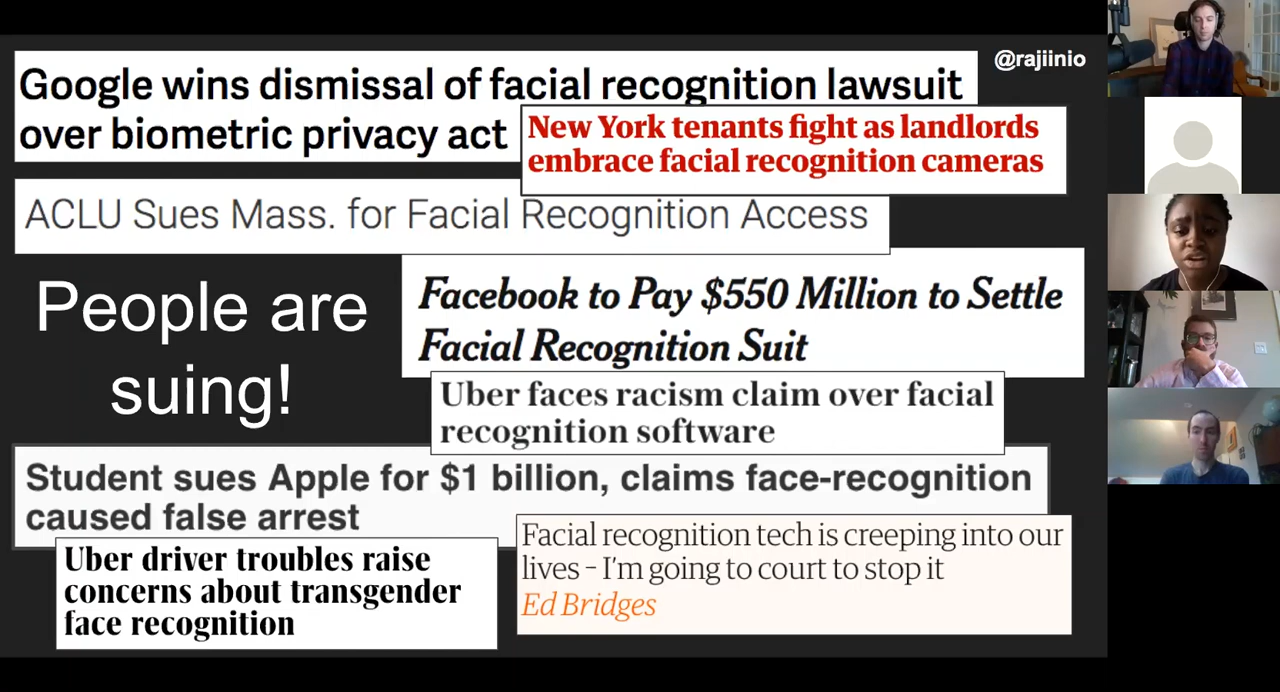 @rajiinio
Google wins dismissal of facial recognition lawsuit
over biometric privacy act
New York tenants fight as landlords
embrace facial recognition cameras
ACLU Sues Mass. for Facial Recognition Access
People are
suing!
Facebook to Pay $550 Million to Settle
Facial Recognition Suit
Uber faces racism claim over facial
recognition software
Student sues Apple for $1 billion, claims face-recognition
caused false arrest
Uber driver troubles raise
concerns about transgender
face recognition
Facial recognition tech is creeping into our
lives – I'm going to court to stop it
Ed Bridges